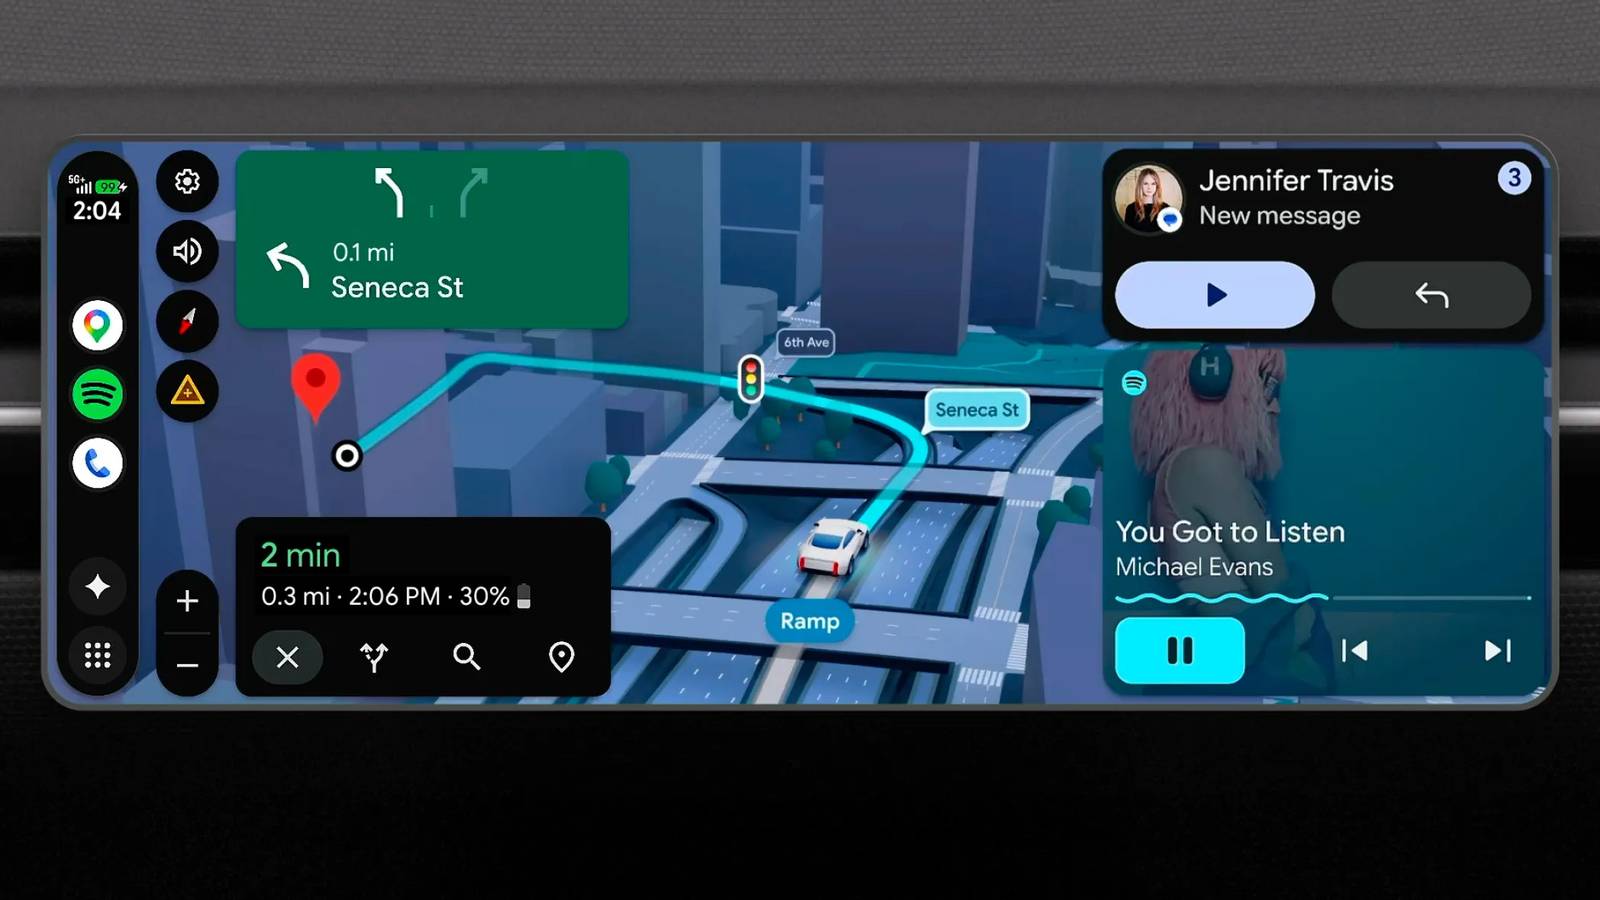 5G+
99
2:04
0.1 mi
Seneca St
6th Ave
Seneca St
Ramp
2 min
0.3 mi · 2:06 PM · 30%
Jennifer Travis
3
New message
H
You Got to Listen
Michael Evans